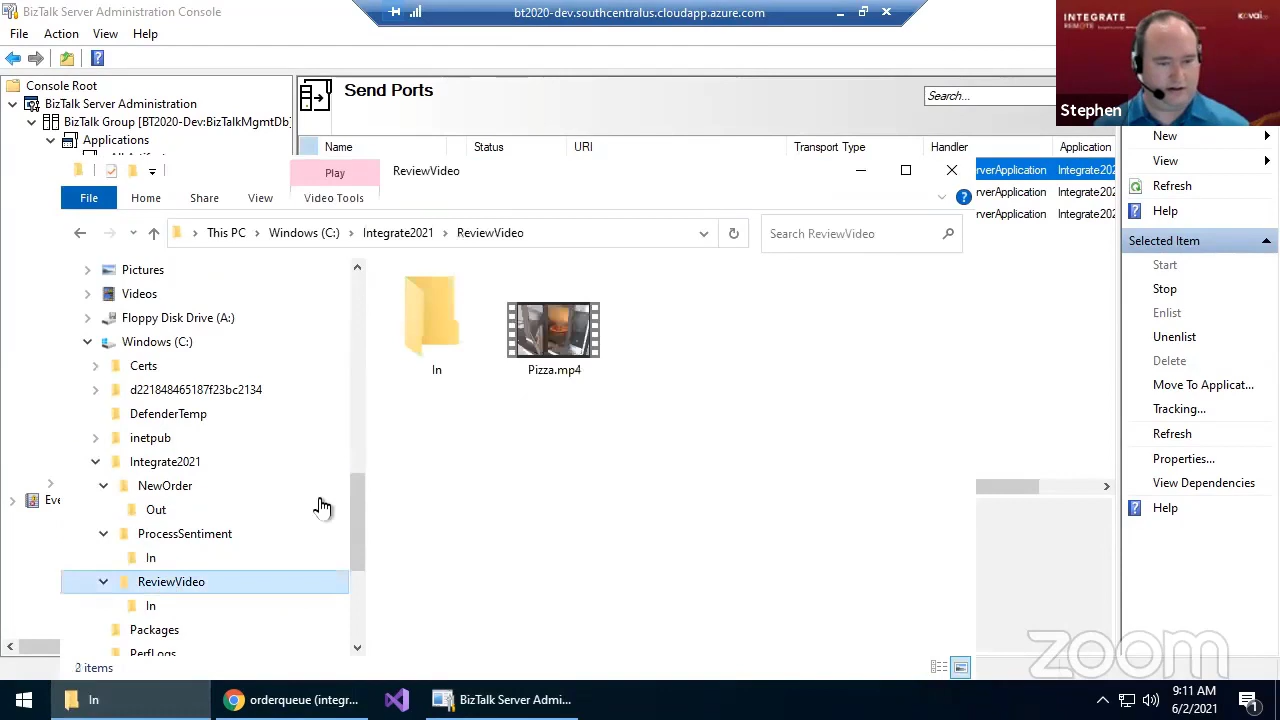 BizTalk Server Administration Console
bt2020-dev.southcentralus.cloudapp.azure.com
INTEGRATE
REMOTE
kovai
Stephen
File Action View Help
Console Root
BizTalk Server Administration
BizTalk Group [BT2020-Dev:BizTalkMgmtDb
Applications
Send Ports
Search...
Name Status URI Transport Type Handler Application
rverApplication Integrate202
rverApplication Integrate202
rverApplication Integrate202
Play
ReviewVideo
File Home Share View Video Tools
This PC Windows (C:) Integrate2021 ReviewVideo
Search ReviewVideo
Pictures
Videos
Floppy Disk Drive (A:)
Windows (C:)
Certs
d221848465187f23bc2134
DefenderTemp
inetpub
Integrate2021
NewOrder
Out
ProcessSentiment
In
ReviewVideo
In
Packages
PerfLogs
In
Pizza.mp4
2 items
Eve
New
View
Refresh
Help
Selected Item
Start
Stop
Enlist
Unenlist
Delete
Move To Applicat...
Tracking...
Refresh
Properties...
View Dependencies
Help
zoom
In
orderqueue (integr...
BizTalk Server Admi...
9:11 AM
6/2/2021
1